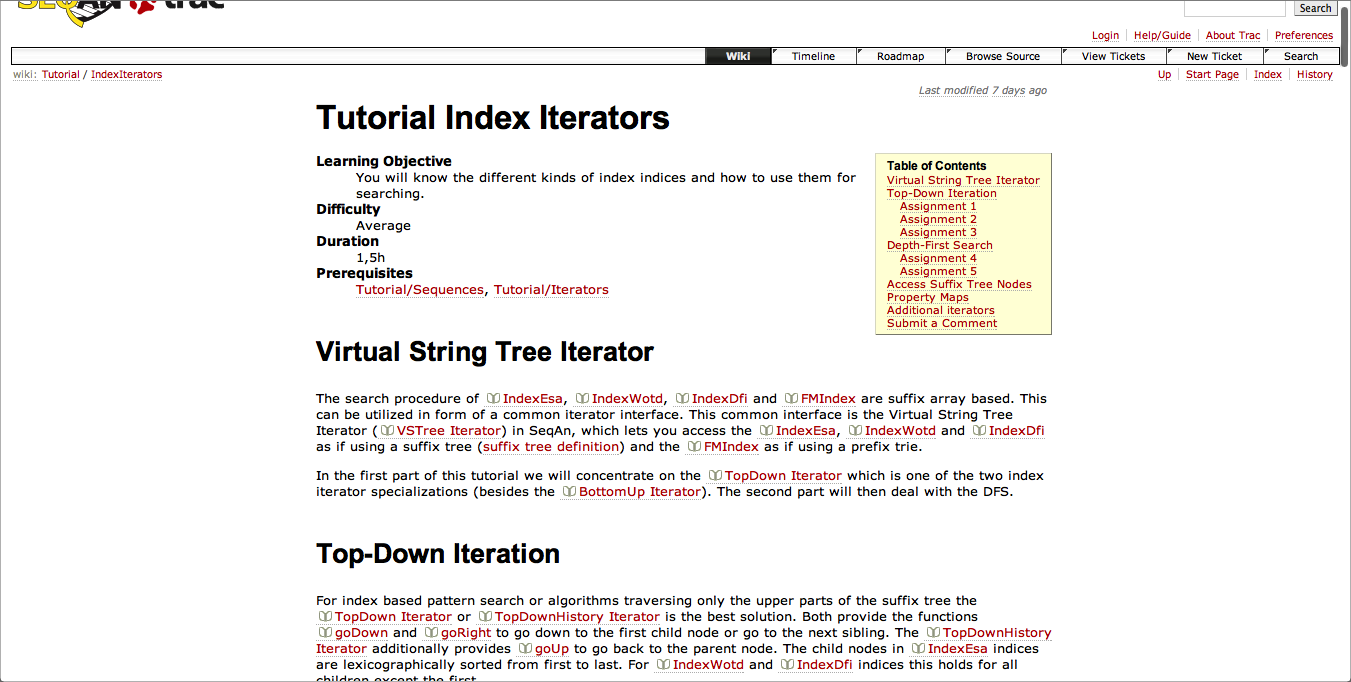 SEQAN trac
Search
Login Help/Guide About Trac Preferences
Wiki Timeline Roadmap Browse Source View Tickets New Ticket Search
wiki: Tutorial / IndexIterators
Up Start Page Index History
Last modified 7 days ago
Tutorial Index Iterators
Learning Objective
You will know the different kinds of index indices and how to use them for
searching.
Difficulty
Average
Duration
1,5h
Prerequisites
Tutorial/Sequences, Tutorial/Iterators
Table of Contents
Virtual String Tree Iterator
Top-Down Iteration
Assignment 1
Assignment 2
Assignment 3
Depth-First Search
Assignment 4
Assignment 5
Access Suffix Tree Nodes
Property Maps
Additional iterators
Submit a Comment
Virtual String Tree Iterator
The search procedure of IndexEsa, IndexWotd, IndexDfi and FMIndex are suffix array based. This
can be utilized in form of a common iterator interface. This common interface is the Virtual String Tree
Iterator (VSTree Iterator) in SeqAn, which lets you access the IndexEsa, IndexWotd and IndexDfi
as if using a suffix tree (suffix tree definition) and the FMIndex as if using a prefix trie.
In the first part of this tutorial we will concentrate on the TopDown Iterator which is one of the two index
iterator specializations (besides the BottomUp Iterator). The second part will then deal with the DFS.
Top-Down Iteration
For index based pattern search or algorithms traversing only the upper parts of the suffix tree the
TopDown Iterator or TopDownHistory Iterator is the best solution. Both provide the functions
goDown and goRight to go down to the first child node or go to the next sibling. The TopDownHistory
Iterator additionally provides goUp to go back to the parent node. The child nodes in IndexEsa indices
are lexicographically sorted from first to last. For IndexWotd and IndexDfi indices this holds for all
children except the first.